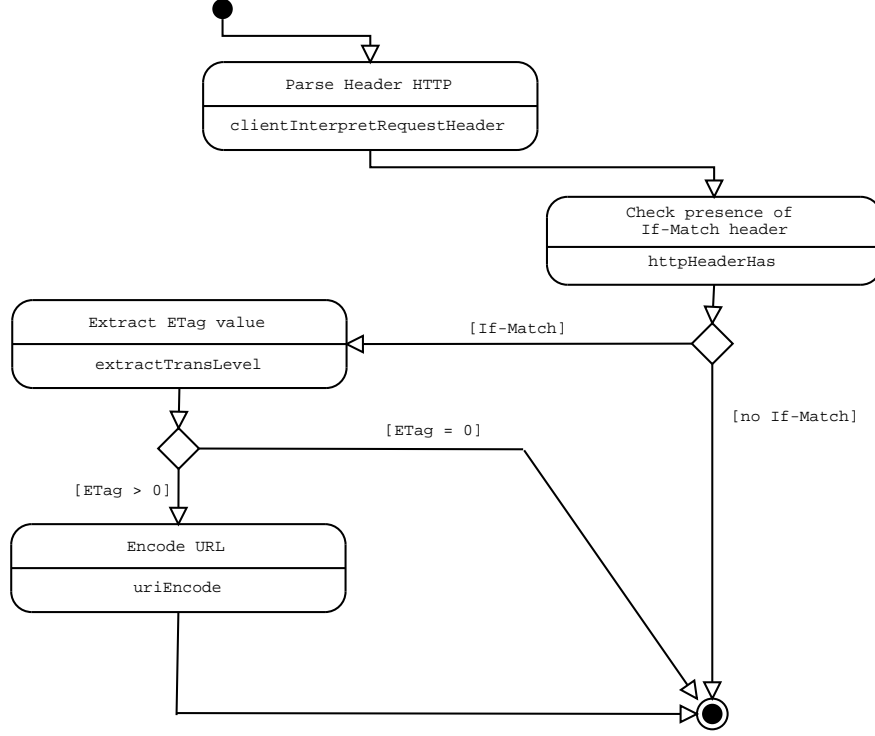 Parse Header HTTP
clientInterpretRequestHeader
Check presence of
If-Match header
httpHeaderHas
[If-Match]
Extract ETag value
extractTransLevel
[no If-Match]
[ETag = 0]
[ETag > 0]
Encode URL
uriEncode